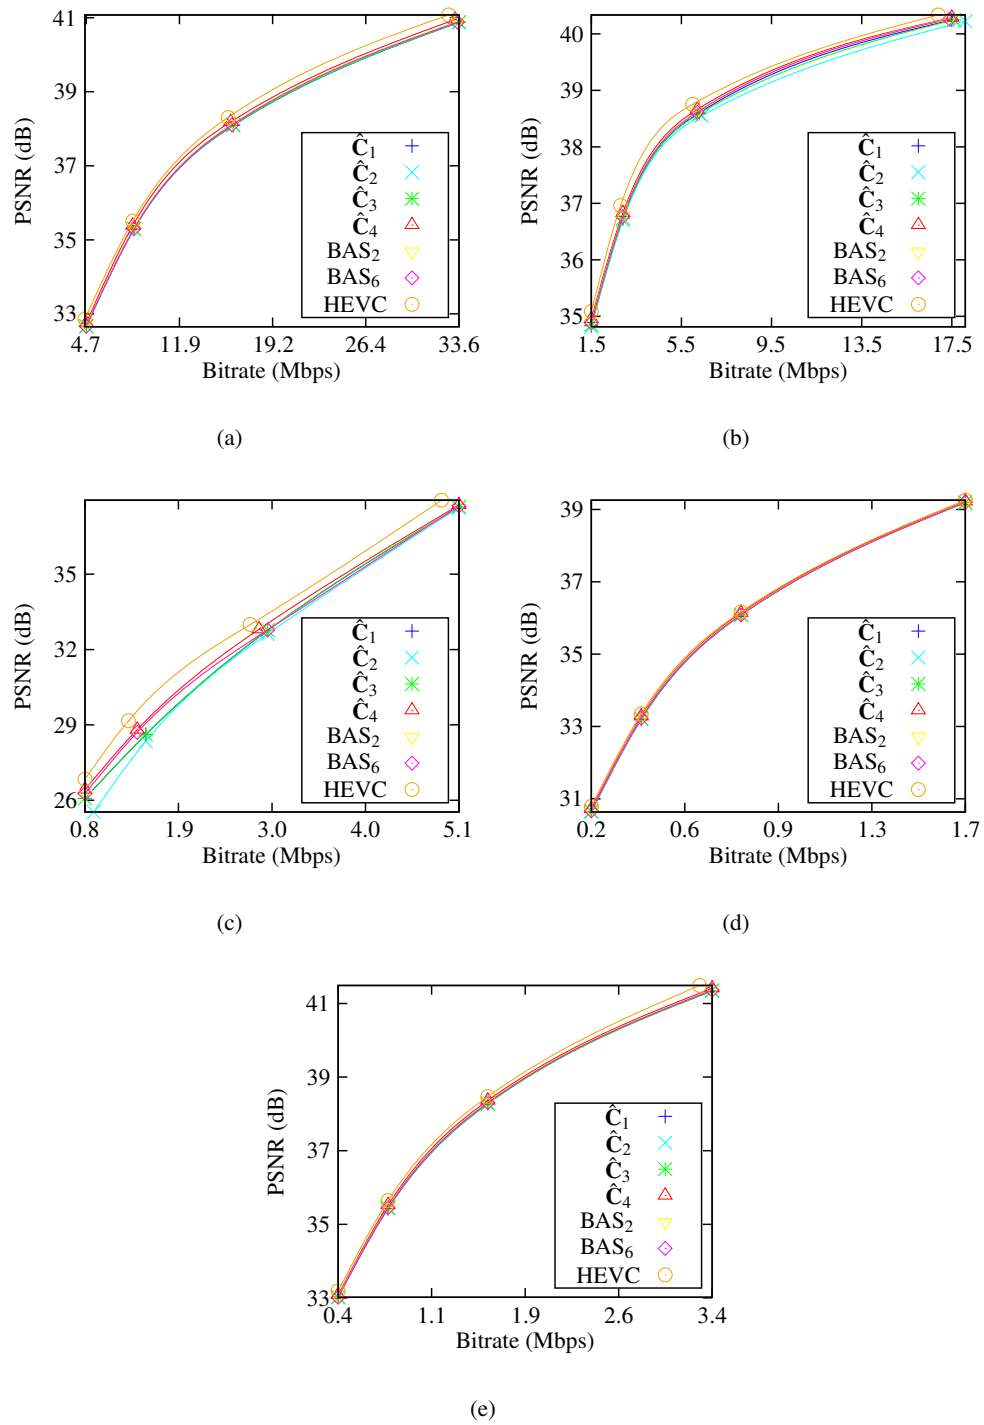 41
39
37
35
33
PSNR (dB)
4.7 11.9 19.2 26.4 33.6
Bitrate (Mbps)
Ĉ1
Ĉ2
Ĉ3
Ĉ4
BAS2
BAS6
HEVC
(a)
40
39
38
37
36
35
PSNR (dB)
1.5 5.5 9.5 13.5 17.5
Bitrate (Mbps)
Ĉ1
Ĉ2
Ĉ3
Ĉ4
BAS2
BAS6
HEVC
(b)
35
32
29
26
PSNR (dB)
0.8 1.9 3.0 4.0 5.1
Bitrate (Mbps)
Ĉ1
Ĉ2
Ĉ3
Ĉ4
BAS2
BAS6
HEVC
(c)
39
37
35
33
31
PSNR (dB)
0.2 0.6 0.9 1.3 1.7
Bitrate (Mbps)
Ĉ1
Ĉ2
Ĉ3
Ĉ4
BAS2
BAS6
HEVC
(d)
41
39
37
35
33
PSNR (dB)
0.4 1.1 1.9 2.6 3.4
Bitrate (Mbps)
Ĉ1
Ĉ2
Ĉ3
Ĉ4
BAS2
BAS6
HEVC
(e)